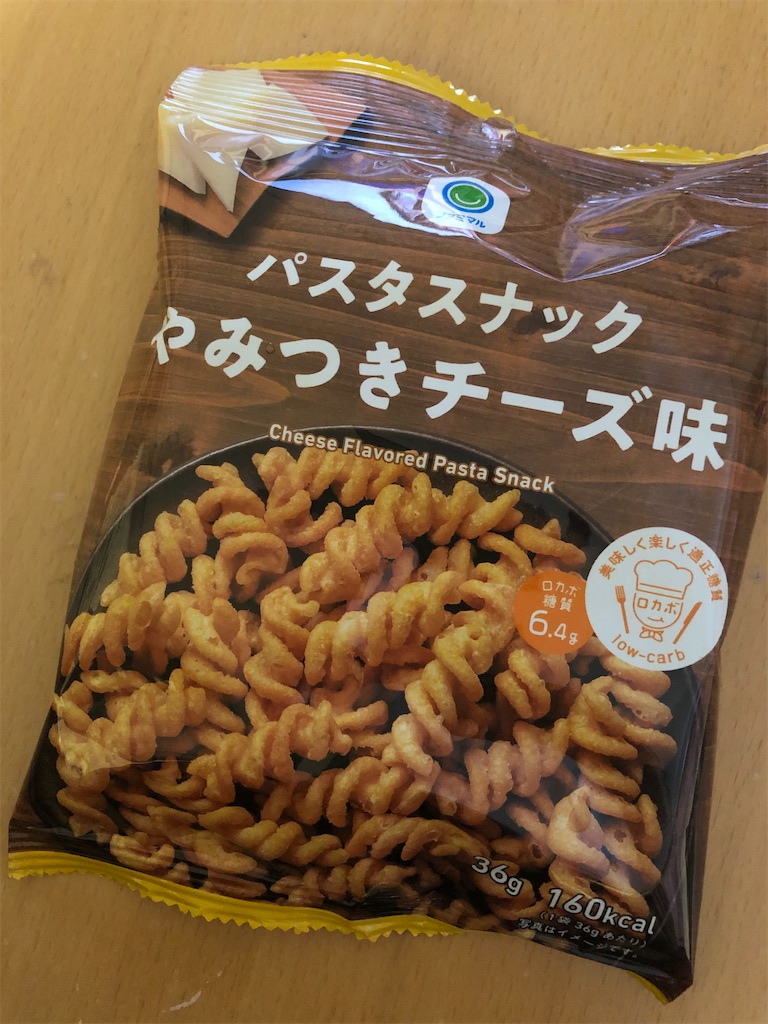 ファミマル
パスタスナック
やみつきチーズ味
Cheese Flavored Pasta Snack
美味しく楽しく適正糖質
ロカボ
low-carb
ロカボ
糖質
6.4g
36g 160kcal
(1袋 36gあたり)
写真はイメージです。